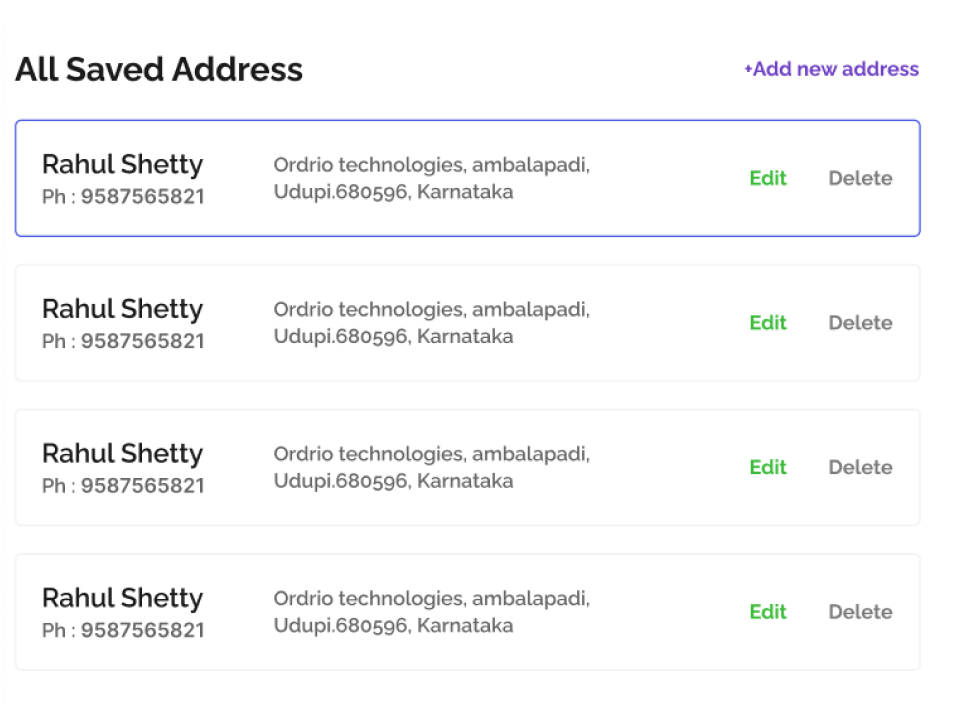 All Saved Address
+Add new address
Rahul Shetty
Ph : 9587565821
Ordrio technologies, ambalapadi,
Udupi.680596, Karnataka
Edit
Delete
Rahul Shetty
Ph : 9587565821
Ordrio technologies, ambalapadi,
Udupi.680596, Karnataka
Edit
Delete
Rahul Shetty
Ph : 9587565821
Ordrio technologies, ambalapadi,
Udupi.680596, Karnataka
Edit
Delete
Rahul Shetty
Ph : 9587565821
Ordrio technologies, ambalapadi,
Udupi.680596, Karnataka
Edit
Delete